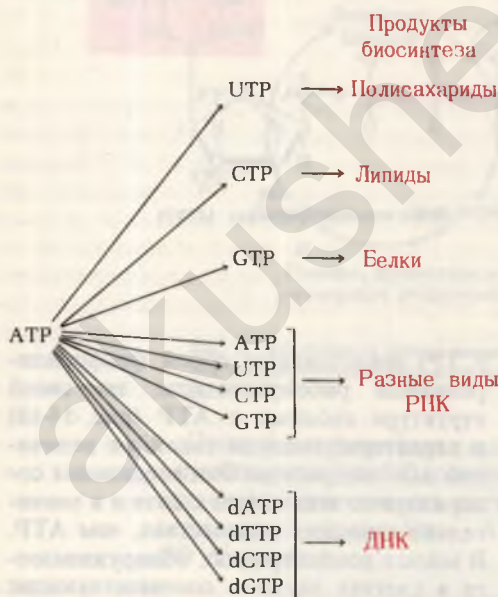 Продукты
биосинтеза
UTP → Полисахариды
CTP → Липиды
GTP → Белки
ATP
ATP
UTP
CTP
GTP
→ Разные виды
РНК
dATP
dTTP
dCTP
dGTP
→ ДНК
akushe